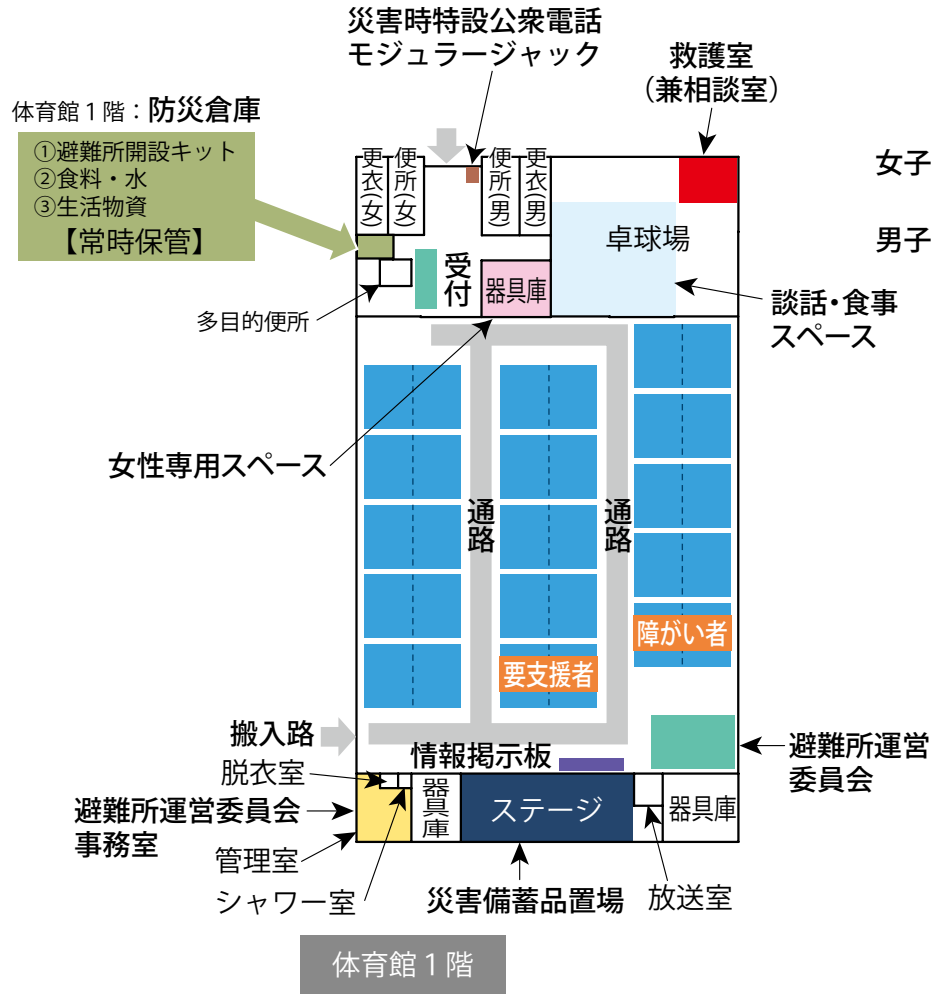 災害時特設公衆電話
モジュラージャック
救護室
（兼相談室）
体育館１階：防災倉庫
①避難所開設キット
②食料・水
③生活物資
【常時保管】
更衣(女)
便所(女)
便所(男)
更衣(男)
女子
男子
卓球場
受付
器具庫
談話・食事
スペース
多目的便所
女性専用スペース
通路
通路
障がい者
要支援者
搬入路
情報掲示板
避難所運営
委員会
脱衣室
避難所運営委員会
事務室
器具庫
ステージ
器具庫
管理室
シャワー室
災害備蓄品置場
放送室
体育館１階